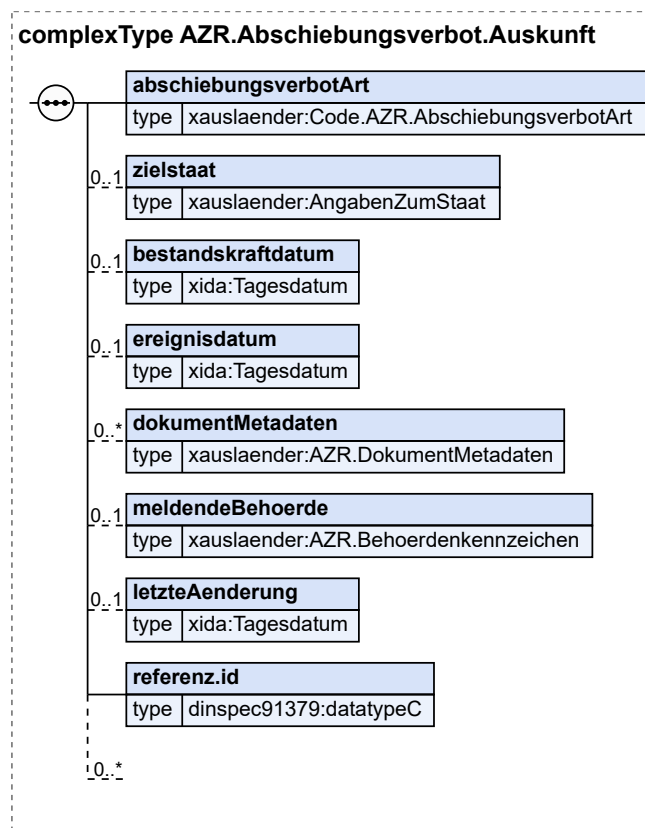 complexType AZR.Abschiebungsverbot.Auskunft
abschiebungsverbotArt
type xauslaender:Code.AZR.AbschiebungsverbotArt
0..1 zielstaat
type xauslaender:AngabenZumStaat
0..1 bestandskraftdatum
type xida:Tagesdatum
0..1 ereignisdatum
type xida:Tagesdatum
0..* dokumentMetadaten
type xauslaender:AZR.DokumentMetadaten
0..1 meldendeBehoerde
type xauslaender:AZR.Behoerdenkennzeichen
0..1 letzteAenderung
type xida:Tagesdatum
referenz.id
type dinspec91379:datatypeC
0..*